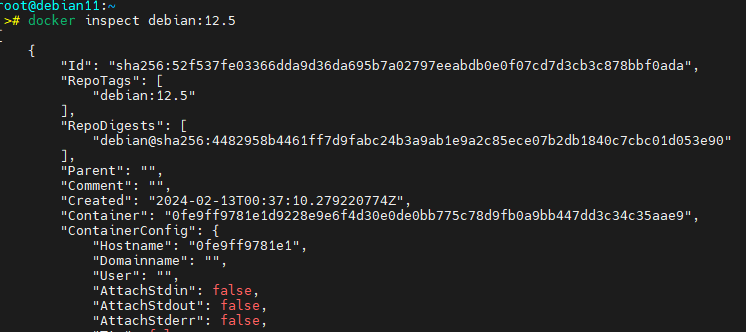 root@debian11:~
># docker inspect debian:12.5
[
{
"Id": "sha256:52f537fe03366dda9d36da695b7a02797eeabdb0e0f07cd7d3cb3c878bbf0ada",
"RepoTags": [
"debian:12.5"
],
"RepoDigests": [
"debian@sha256:4482958b4461ff7d9fabc24b3a9ab1e9a2c85ece07b2db1840c7cbc01d053e90"
],
"Parent": "",
"Comment": "",
"Created": "2024-02-13T00:37:10.279220774Z",
"Container": "0fe9ff9781e1d9228e9e6f4d30e0de0bb775c78d9fb0a9bb447dd3c34c35aae9",
"ContainerConfig": {
"Hostname": "0fe9ff9781e1",
"Domainname": "",
"User": "",
"AttachStdin": false,
"AttachStdout": false,
"AttachStderr": false,